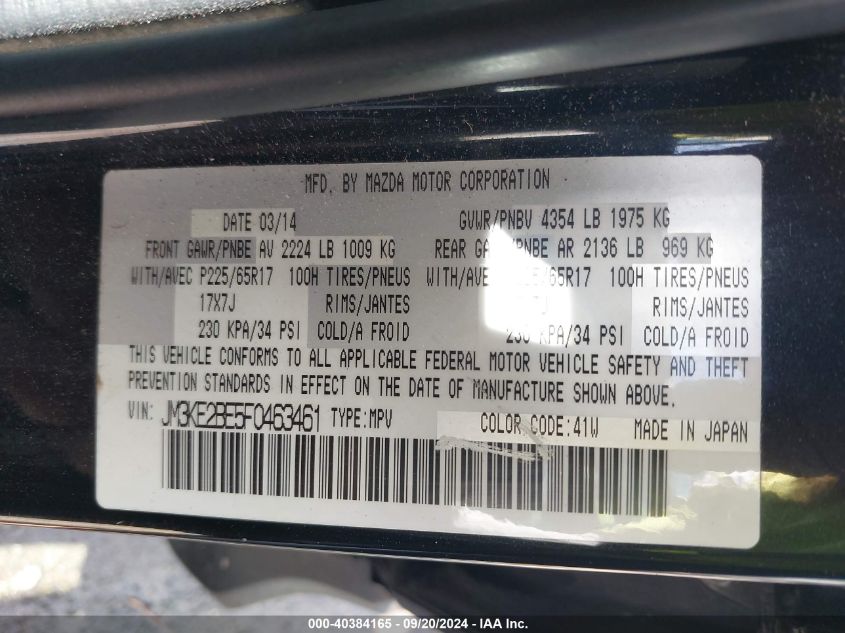 MFD. BY MAZDA MOTOR CORPORATION
DATE 03/14 GVWR/PNBV 4354 LB 1975 KG
FRONT GAWR/PNBE AV 2224 LB 1009 KG REAR /PNBE AR 2136 LB 969 KG
WITH/AVEC P225/65R17 100H TIRES/PNEUS WITH/AVEC 100H TIRES/PNEUS
17X7J RIMS/JANTES RIMS/JANTES
230 KPA/34 PSI COLD/A FROID 230 KPA/34 PSI COLD/A FROID
THIS VEHICLE CONFORMS TO ALL APPLICABLE FEDERAL MOTOR VEHICLE SAFETY AND THEFT
PREVENTION STANDARDS IN EFFECT ON THE DATE OF MANUFACTURE SHOWN ABOVE.
VIN: JM3KE2BE5F0463461 TYPE:MPV COLOR CODE:41W MADE IN JAPAN
000-40384165 - 09/20/2024 - IAA Inc.